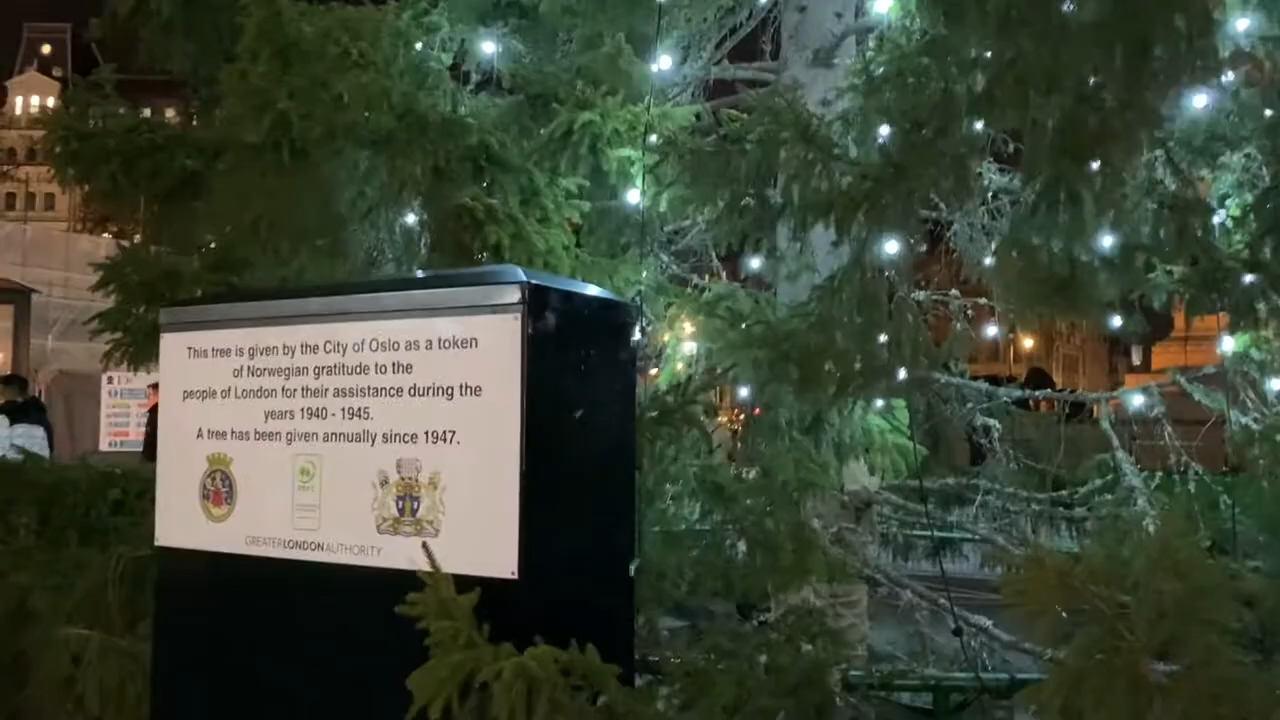 This tree is given by the City of Oslo as a token
of Norwegian gratitude to the
people of London for their assistance during the
years 1940 - 1945.
A tree has been given annually since 1947.
GREATERLONDONAUTHORITY